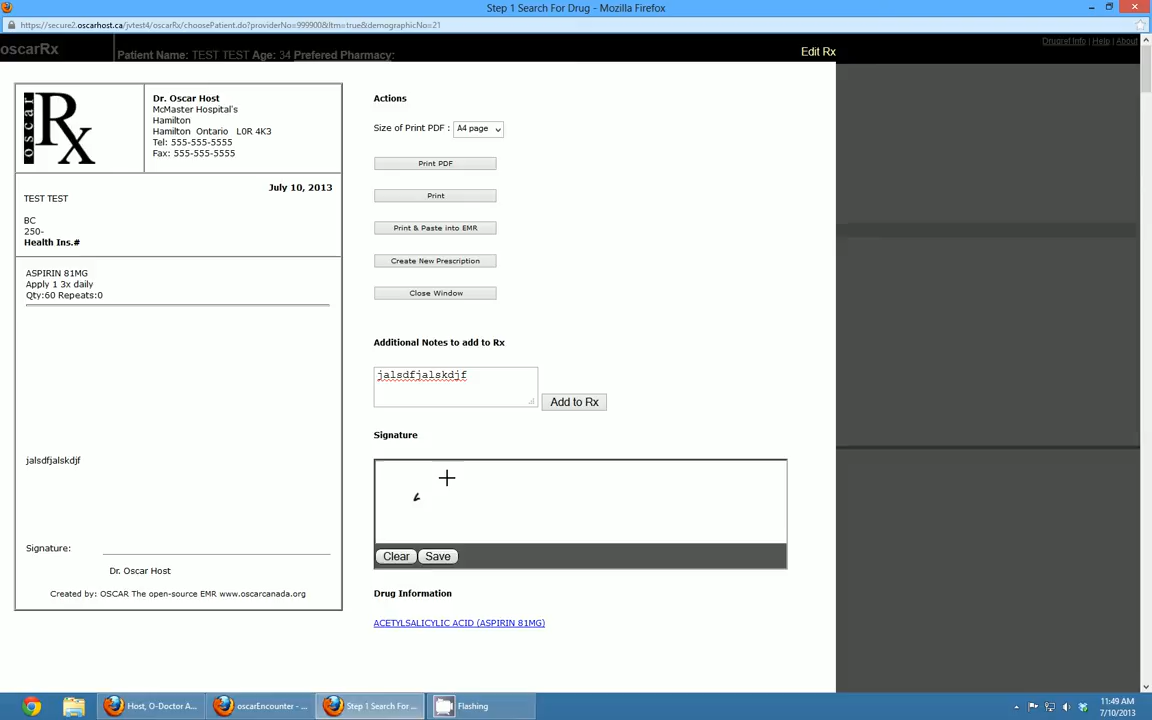 Step 1 Search For Drug - Mozilla Firefox
https://secure2.oscarhost.ca/jvtest4/oscarRx/choosePatient.do?providerNo=999900&ltm=true&demographicNo=21
oscarRx
Patient Name: TEST TEST Age: 34 Prefered Pharmacy:
Edit Rx
Drugref Info | Help | About
oscar
Rx
Dr. Oscar Host
McMaster Hospital's
Hamilton
Hamilton Ontario L0R 4K3
Tel: 555-555-5555
Fax: 555-555-5555
July 10, 2013
TEST TEST
BC
250-
Health Ins.#
ASPIRIN 81MG
Apply 1 3x daily
Qty:60 Repeats:0
jalsdfjalskdjf
Signature:
Dr. Oscar Host
Created by: OSCAR The open-source EMR www.oscarcanada.org
Actions
Size of Print PDF : A4 page
Print PDF
Print
Print & Paste into EMR
Create New Prescription
Close Window
Additional Notes to add to Rx
jalsdfjalskdjf
Add to Rx
Signature
Clear Save
Drug Information
ACETYLSALICYLIC ACID (ASPIRIN 81MG)
Host, O-Doctor A...
oscarEncounter - ...
Step 1 Search For ...
Flashing
11:49 AM
7/10/2013